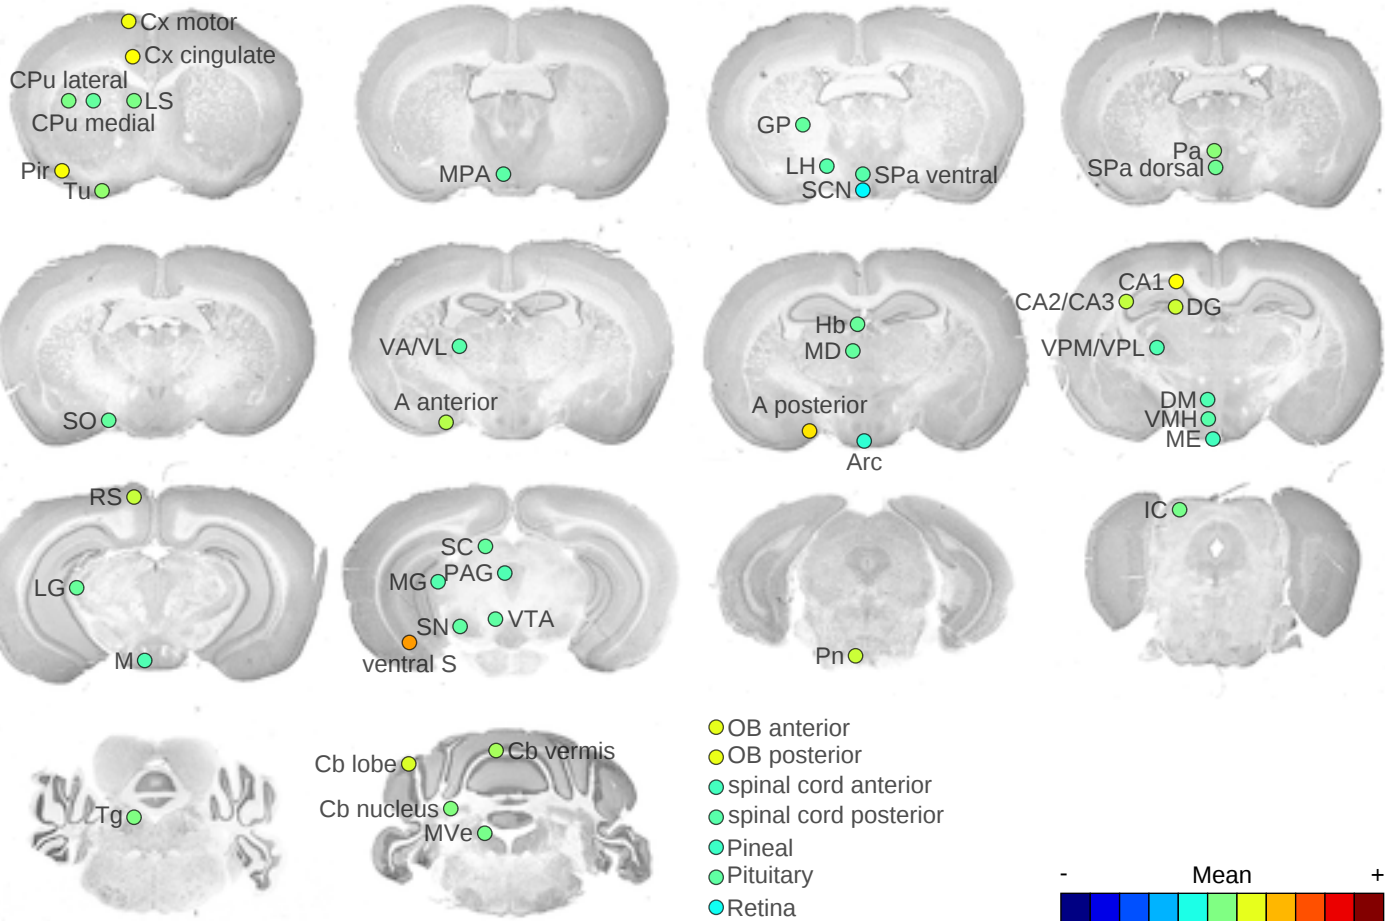 Cx motor
Cx cingulate
CPu lateral
LS
CPu medial
Pir
Tu
MPA
GP
LH
SPa ventral
SCN
Pa
SPa dorsal
SO
VA/VL
A anterior
Hb
MD
A posterior
Arc
CA1
CA2/CA3
DG
VPM/VPL
DM
VMH
ME
RS
LG
M
SC
PAG
MG
VTA
SN
ventral S
Pn
IC
Tg
Cb lobe
Cb vermis
Cb nucleus
MVe
OB anterior
OB posterior
spinal cord anterior
spinal cord posterior
Pineal
Pituitary
Retina
- Mean +